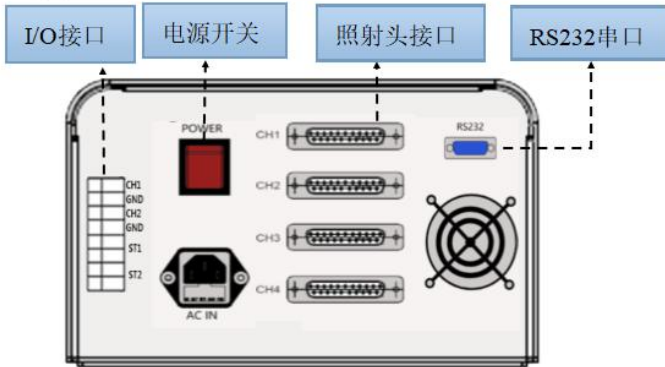 I/O接口
电源开关
照射头接口
RS232串口
POWER
CH1
RS232
CH2
CH3
CH4
CH1
GND
CH2
GND
ST1
ST2
AC IN